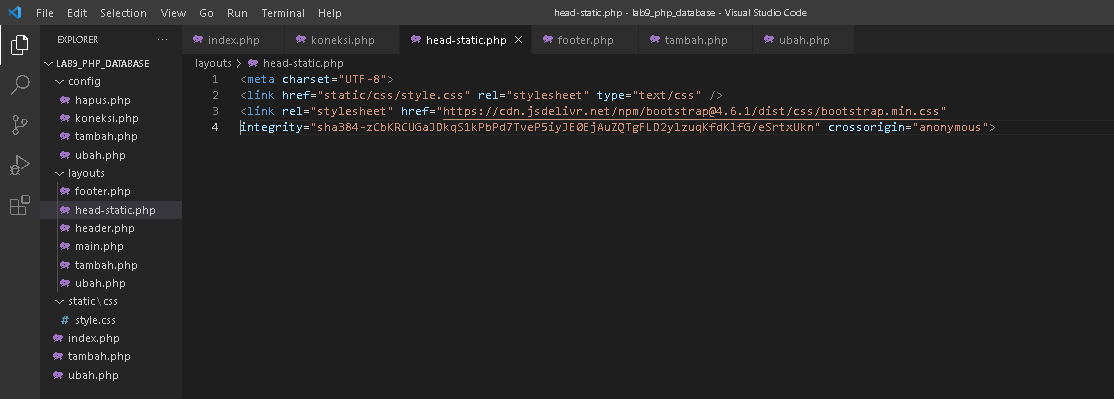 File Edit Selection View Go Run Terminal Help head-static.php - lab9_php_database - Visual Studio Code
EXPLORER ···
index.php koneksi.php head-static.php × footer.php tambah.php ubah.php
LAB9_PHP_DATABASE
config
hapus.php
koneksi.php
tambah.php
ubah.php
layouts
footer.php
head-static.php
header.php
main.php
tambah.php
ubah.php
static\css
# style.css
index.php
tambah.php
ubah.php
layouts > head-static.php
1 <meta charset="UTF-8">
2 <link href="static/css/style.css" rel="stylesheet" type="text/css" />
3 <link rel="stylesheet" href="https://cdn.jsdelivr.net/npm/bootstrap@4.6.1/dist/css/bootstrap.min.css"
4 integrity="sha384-zCbKRCUGaJDkqS1kPbPd7TveP5iyJE0EjAuZQTgFLD2ylzuqKfdKlfG/eSrtxUkn" crossorigin="anonymous">